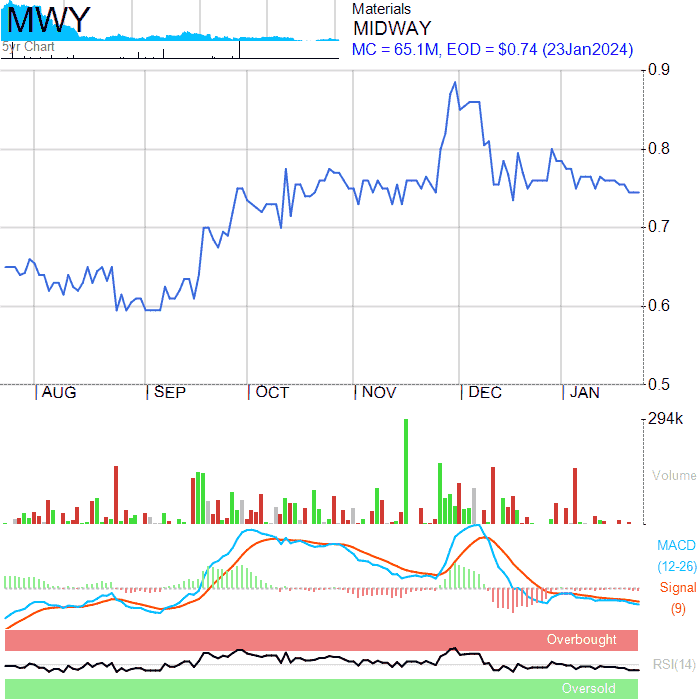 MWY
5yr Chart
Materials
MIDWAY
MC = 65.1M, EOD = $0.74 (23Jan2024)
0.9
0.8
0.7
0.6
0.5
AUG SEP OCT NOV DEC JAN
294k
Volume
MACD
(12-26)
Signal
(9)
Overbought
RSI(14)
Oversold